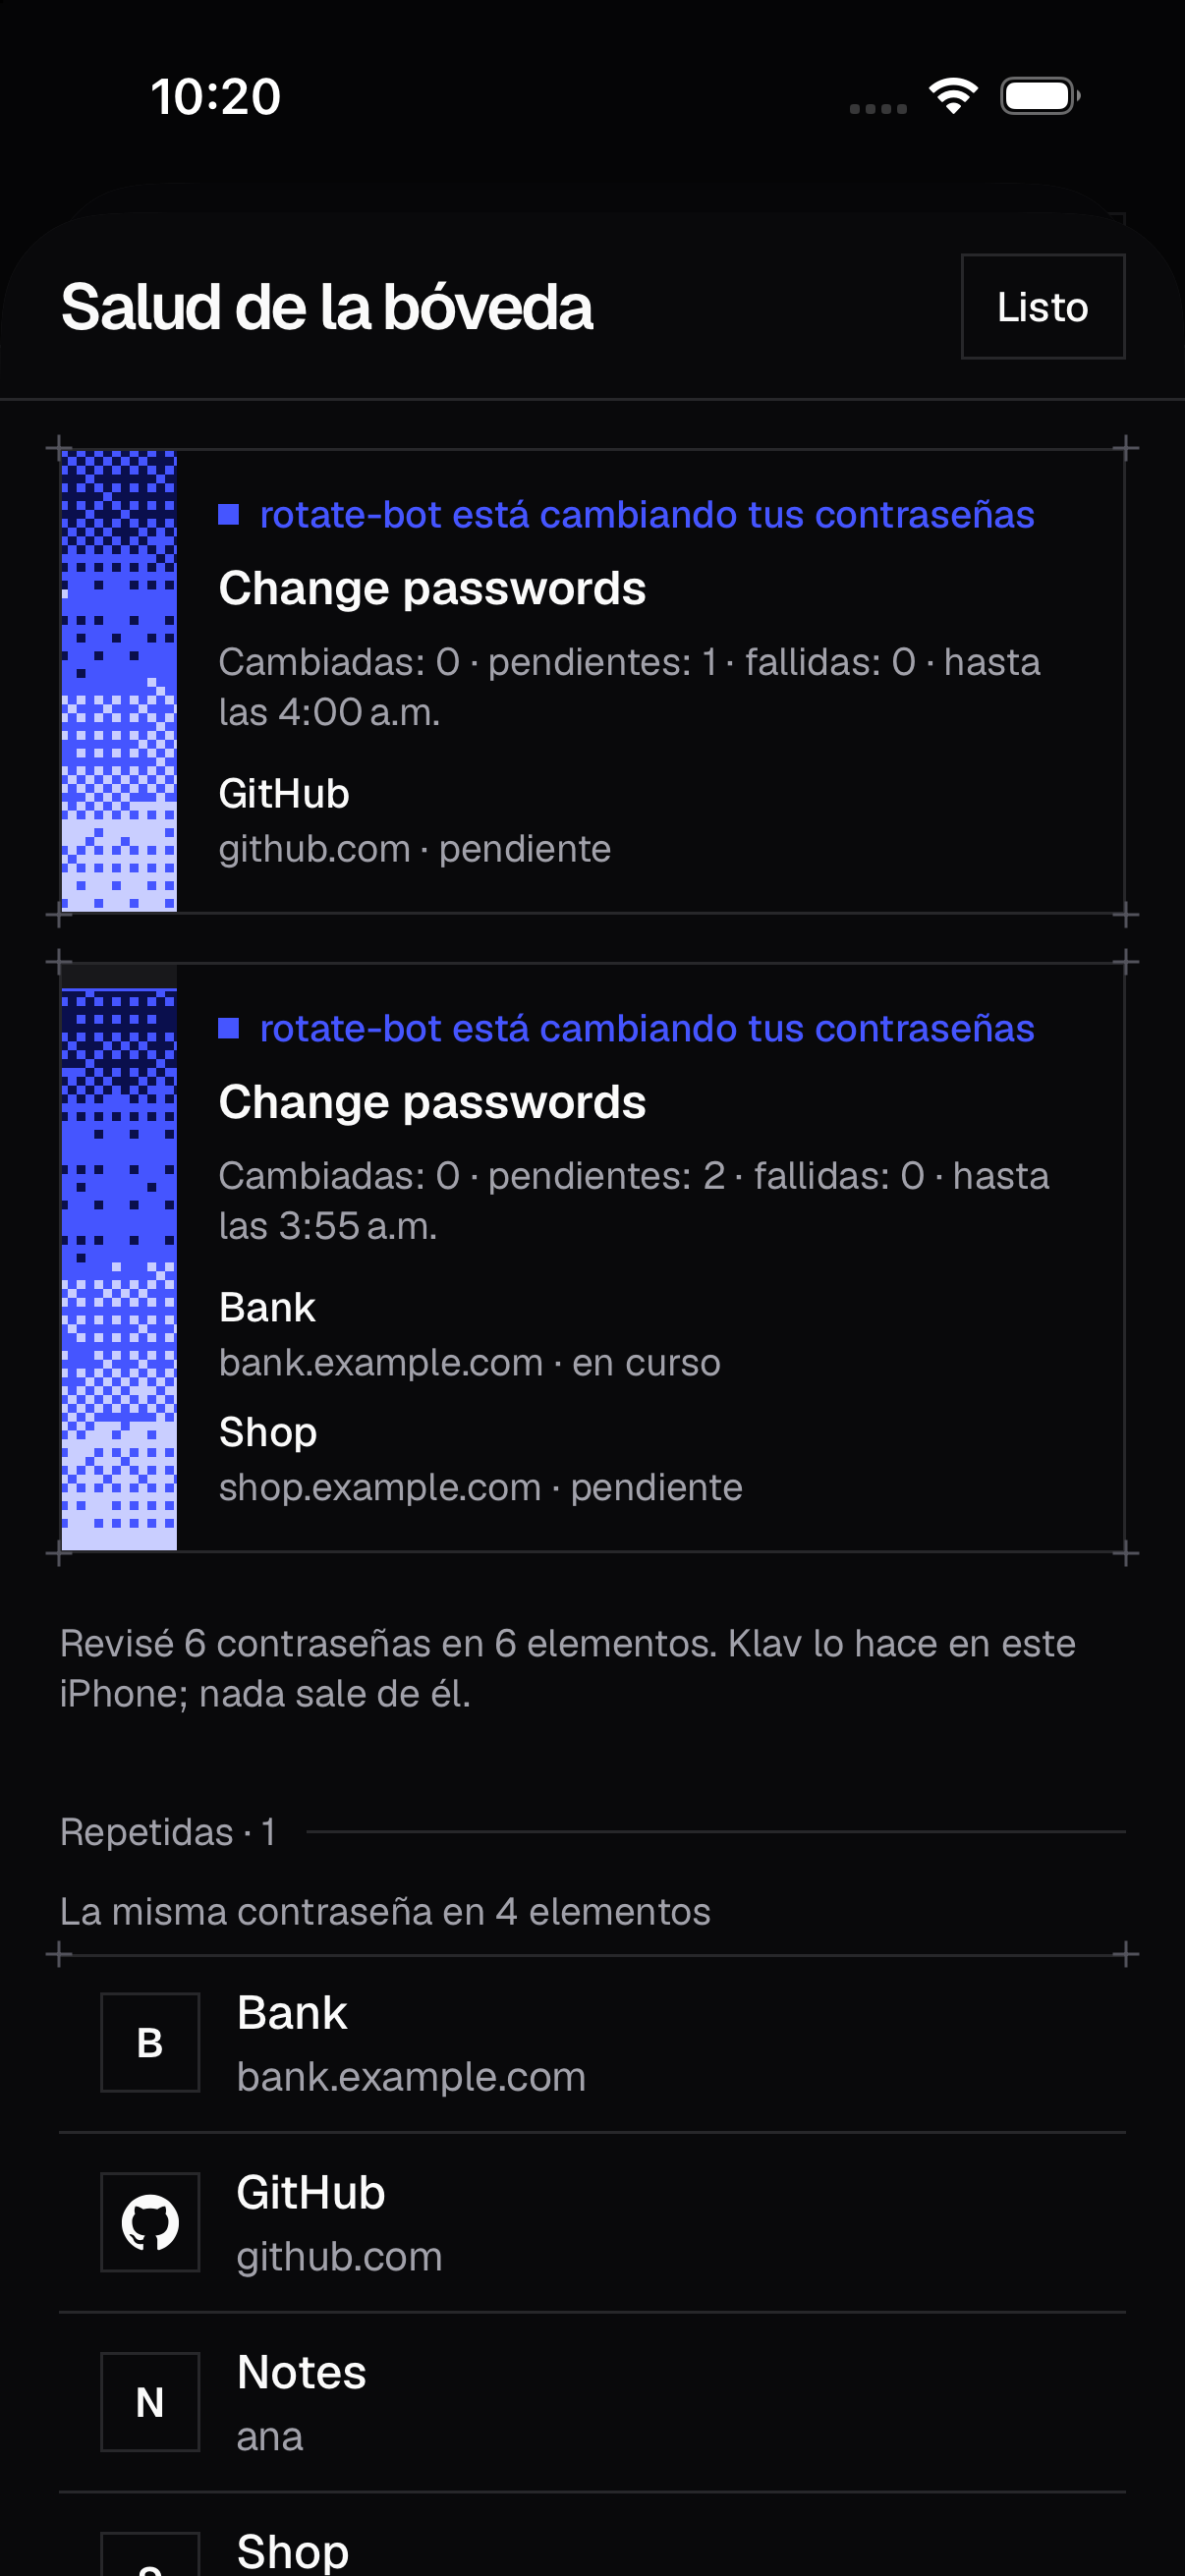 10:20
Salud de la bóveda
Listo
rotate-bot está cambiando tus contraseñas
Change passwords
Cambiadas: 0 · pendientes: 1 · fallidas: 0 · hasta
las 4:00 a.m.
GitHub
github.com · pendiente
rotate-bot está cambiando tus contraseñas
Change passwords
Cambiadas: 0 · pendientes: 2 · fallidas: 0 · hasta
las 3:55 a.m.
Bank
bank.example.com · en curso
Shop
shop.example.com · pendiente
Revisé 6 contraseñas en 6 elementos. Klav lo hace en este
iPhone; nada sale de él.
Repetidas · 1
La misma contraseña en 4 elementos
B
Bank
bank.example.com
GitHub
github.com
N
Notes
ana
Shop